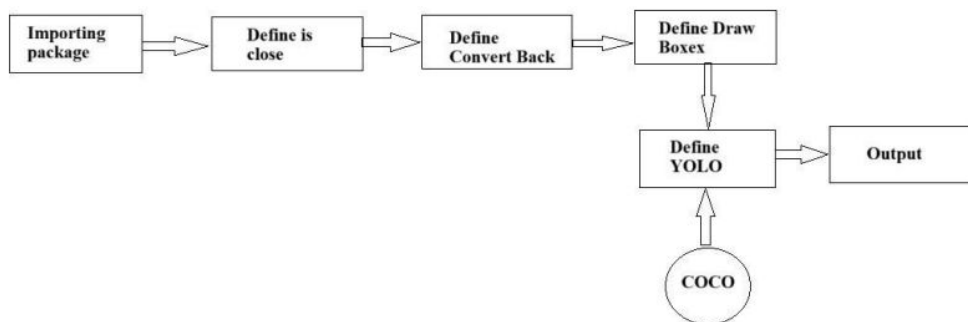 Importing
package
Define is
close
Define
Convert Back
Define Draw
Boxex
Define
YOLO
Output
COCO